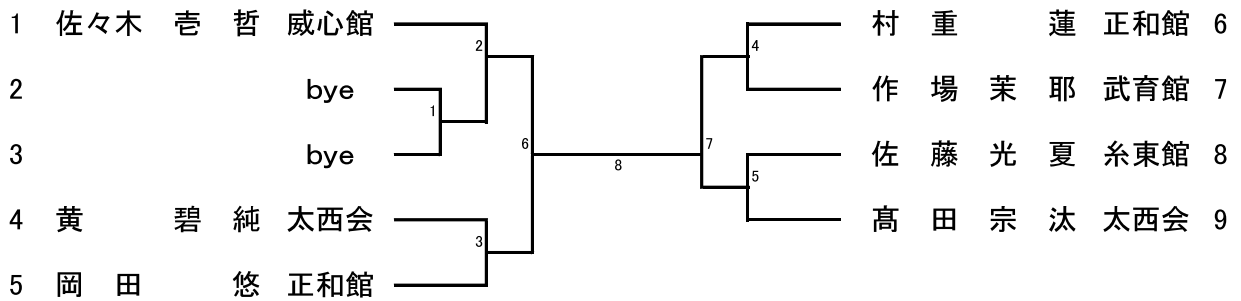 1 佐々木 壱 哲 威心館
2 bye
3 bye
4 黄 碧 純 太西会
5 岡 田 悠 正和館
2
1
3
6
8
7
4
5
村 重 蓮 正和館 6
作 場 茉 耶 武育館 7
佐 藤 光 夏 糸東館 8
髙 田 宗 汰 太西会 9